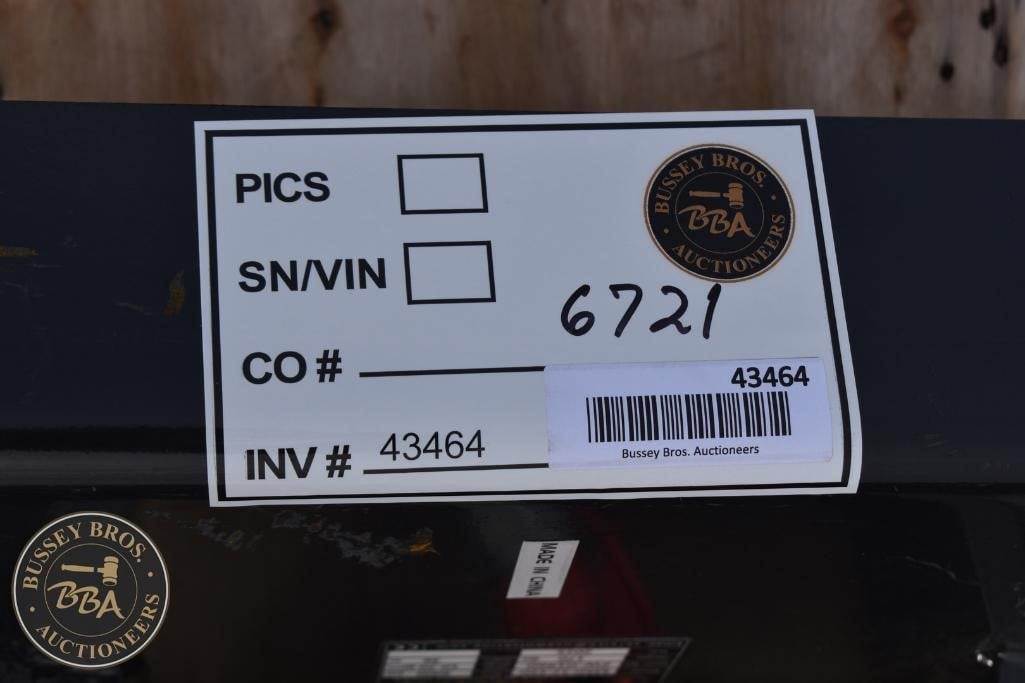 PICS
BUSSEY BROS.
BBA
AUCTIONEERS
SN/VIN
6721
CO #
43464
Bussey Bros. Auctioneers
INV # 43464
MADE IN CHINA
BUSSEY BROS.
BBA
AUCTIONEERS